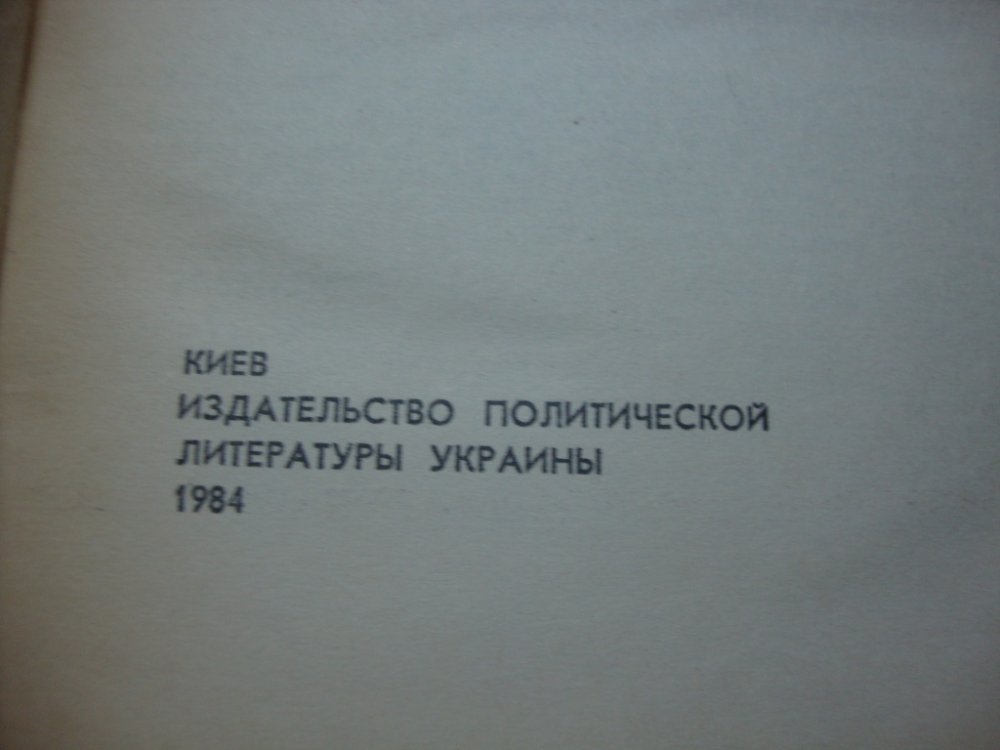 КИЕВ
ИЗДАТЕЛЬСТВО ПОЛИТИЧЕСКОЙ
ЛИТЕРАТУРЫ УКРАИНЫ
1984